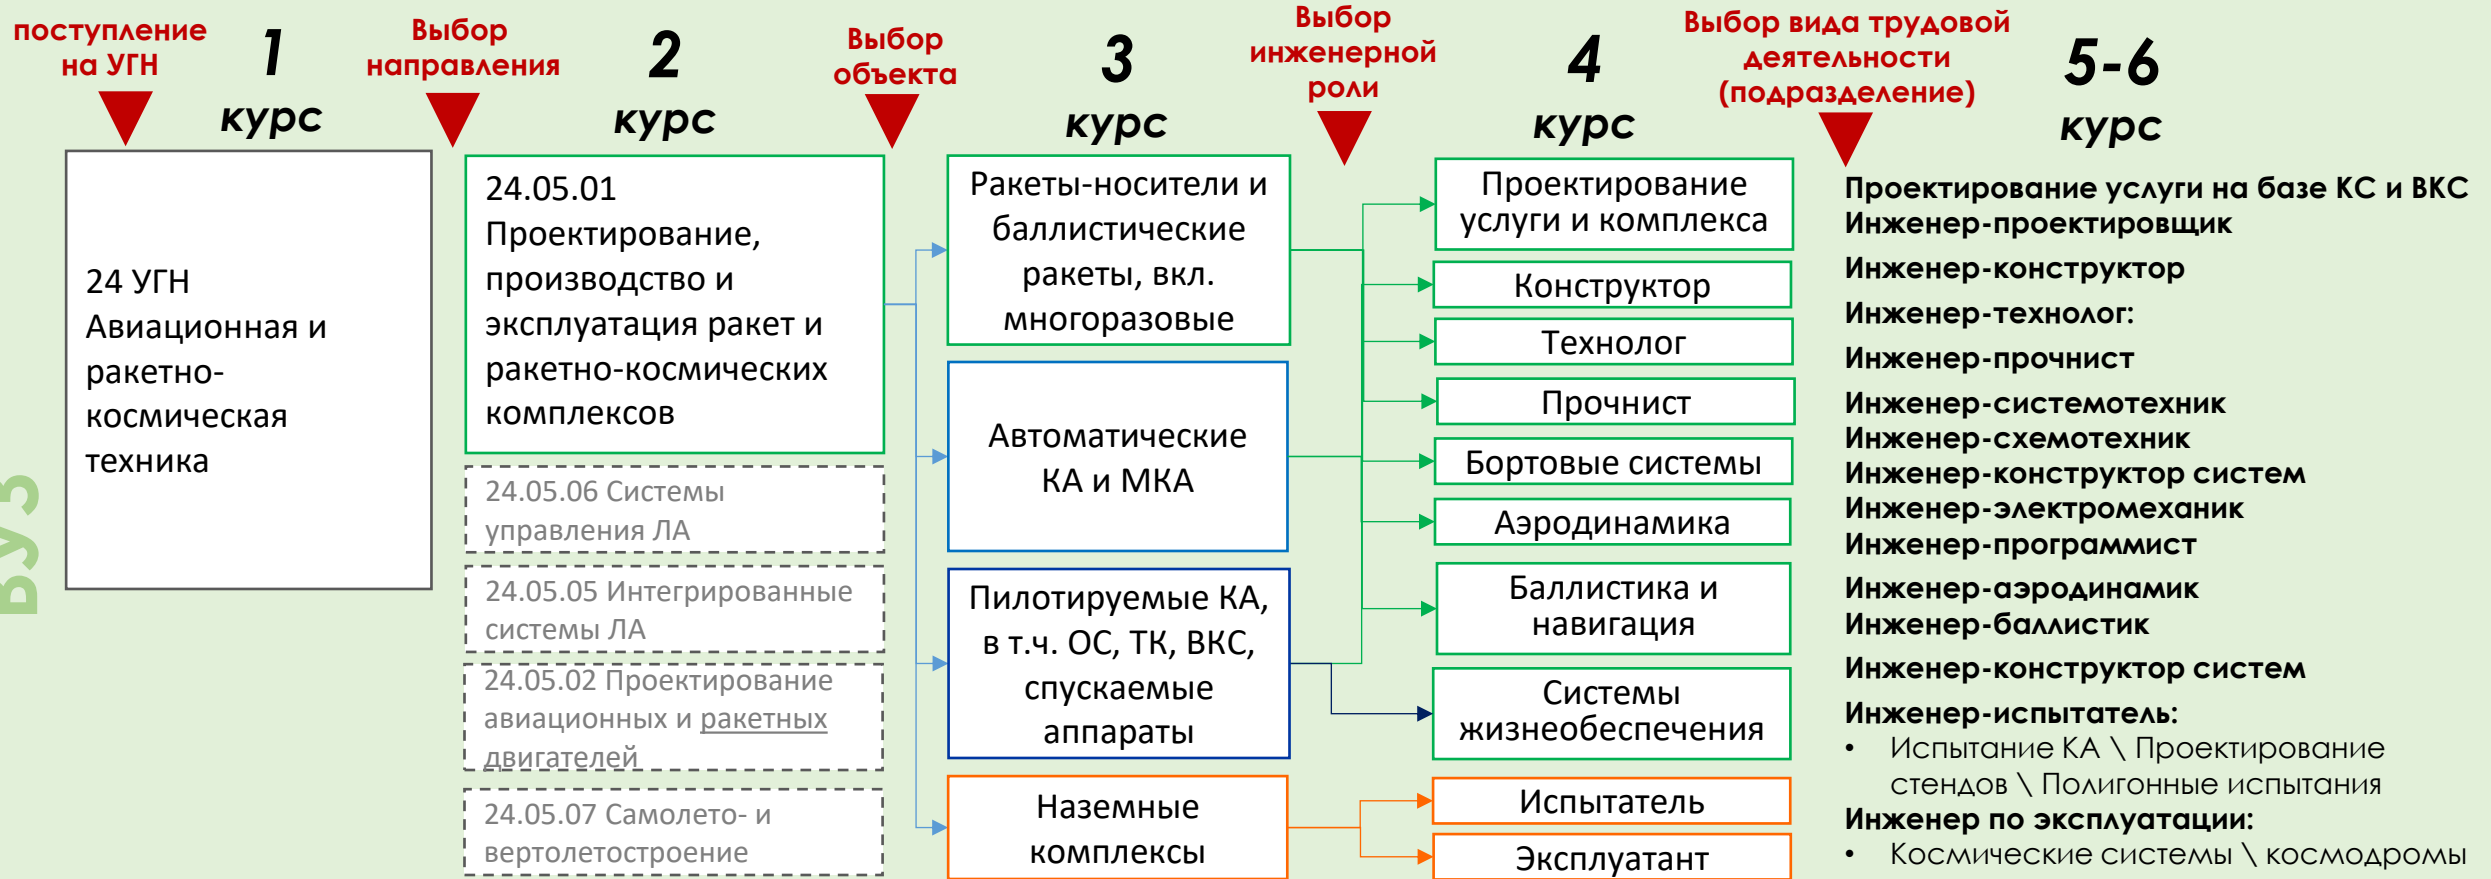 поступление
на УГН
1
курс
Выбор
направления
2
курс
Выбор
объекта
3
курс
Выбор
инженерной
роли
4
курс
Выбор вида трудовой
деятельности
(подразделение)
5-6
курс
ВУЗ
24 УГН
Авиационная и
ракетно-
космическая
техника
24.05.01
Проектирование,
производство и
эксплуатация ракет и
ракетно-космических
комплексов
24.05.06 Системы
управления ЛА
24.05.05 Интегрированные
системы ЛА
24.05.02 Проектирование
авиационных и ракетных
двигателей
24.05.07 Самолето- и
вертолетостроение
Ракеты-носители и
баллистические
ракеты, вкл.
многоразовые
Автоматические
КА и МКА
Пилотируемые КА,
в т.ч. ОС, ТК, ВКС,
спускаемые
аппараты
Наземные
комплексы
Проектирование
услуги и комплекса
Конструктор
Технолог
Прочнист
Бортовые системы
Аэродинамика
Баллистика и
навигация
Системы
жизнеобеспечения
Испытатель
Эксплуатант
Проектирование услуги на базе КС и ВКС
Инженер-проектировщик
Инженер-конструктор
Инженер-технолог:
Инженер-прочнист
Инженер-системотехник
Инженер-схемотехник
Инженер-конструктор систем
Инженер-электромеханик
Инженер-программист
Инженер-аэродинамик
Инженер-баллистик
Инженер-конструктор систем
Инженер-испытатель:
• Испытание КА \ Проектирование
стендов \ Полигонные испытания
Инженер по эксплуатации:
• Космические системы \ космодромы